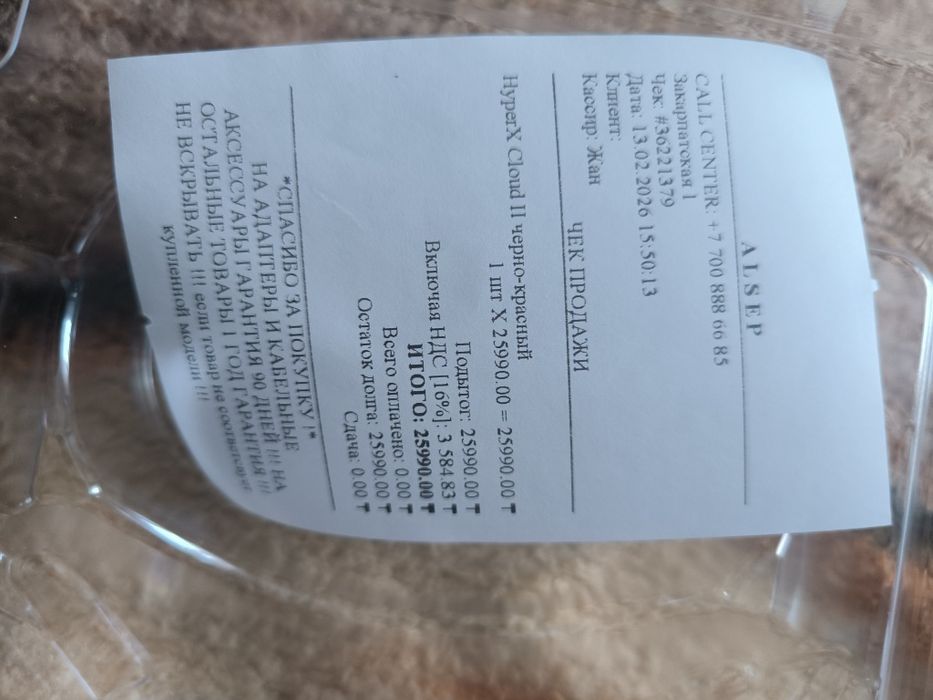 ALSEP
CALL CENTER: +7 700 888 66 85
Закарпатская 1
Чек: #36221379
Дата: 13.02.2026 15:50:13
Клиент:
Кассир: Жан
ЧЕК ПРОДАЖИ
HyperX Cloud II черно-красный
1 шт X 25990.00 = 25990.00 ₸
Подытог: 25990.00 ₸
Включая НДС [16%]: 3 584.83 ₸
ИТОГО: 25990.00 ₸
Всего оплачено: 0.00 ₸
Остаток долга: 25990.00 ₸
Сдача: 0.00 ₸
*СПАСИБО ЗА ПОКУПКУ !*
НА АДАПТЕРЫ И КАБЕЛЬНЫЕ
АКСЕССУАРЫ ГАРАНТИЯ 90 ДНЕЙ !!! НА
ОСТАЛЬНЫЕ ТОВАРЫ 1 ГОД ГАРАНТИЯ !!!
НЕ ВСКРЫВАТЬ !!! если товар не соответствует
купленной модели !!!